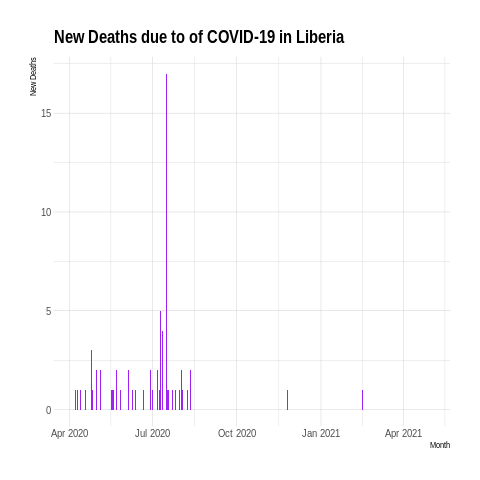 New Deaths due to of COVID-19 in Liberia
New Deaths
15
10
5
0
Apr 2020 Jul 2020 Oct 2020 Jan 2021 Apr 2021
Month